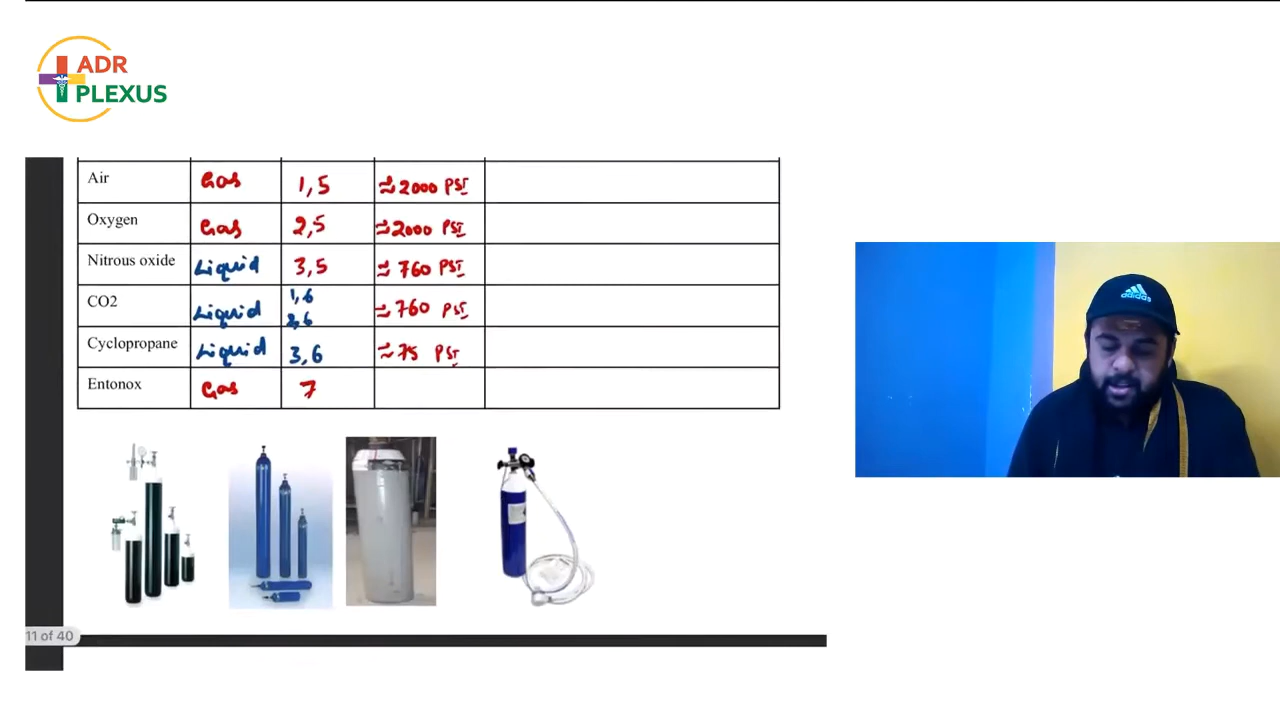 ADR
PLEXUS
Air Gas 1,5 ≈2000 PSI
Oxygen Gas 2,5 ≈2000 PSI
Nitrous oxide Liquid 3,5 ≈760 PSI
CO2 Liquid 1,6 ≈760 PSI
2,6
Cyclopropane Liquid 3,6 ≈75 PSI
Entonox Gas 7
adidas
11 of 40